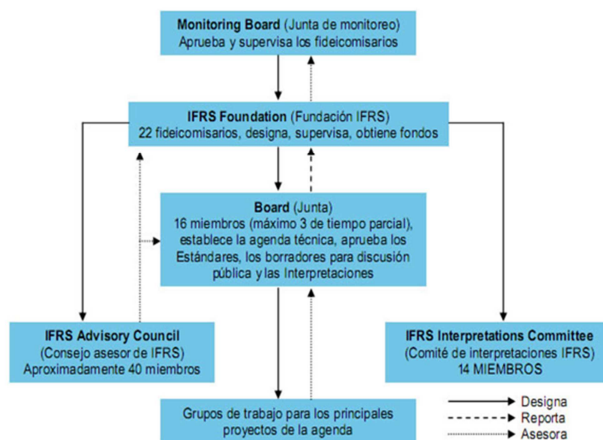 Monitoring Board (Junta de monitoreo)
Aprueba y supervisa los fideicomisarios
IFRS Foundation (Fundación IFRS)
22 fideicomisarios, designa, supervisa, obtiene fondos
Board (Junta)
16 miembros (máximo 3 de tiempo parcial),
establece la agenda técnica, aprueba los
Estándares, los borradores para discusión
pública y las Interpretaciones
IFRS Advisory Council
(Consejo asesor de IFRS)
Aproximadamente 40 miembros
IFRS Interpretations Committee
(Comité de interpretaciones IFRS)
14 MIEMBROS
Grupos de trabajo para los principales
proyectos de la agenda
Designa
Reporta
Asesora